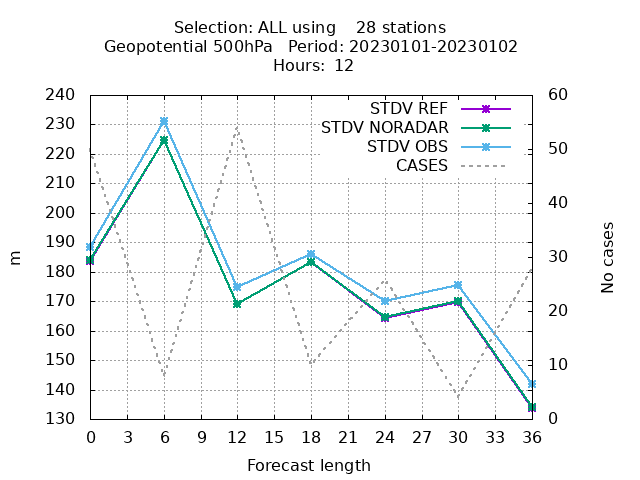 Selection: ALL using    28 stations
Geopotential 500hPa   Period: 20230101-20230102
Hours:  12
STDV REF
STDV NORADAR
STDV OBS
CASES
240
230
220
210
200
190
180
170
160
150
140
130
60
50
40
30
20
10
0
m
No cases
0 3 6 9 12 15 18 21 24 27 30 33 36
Forecast length